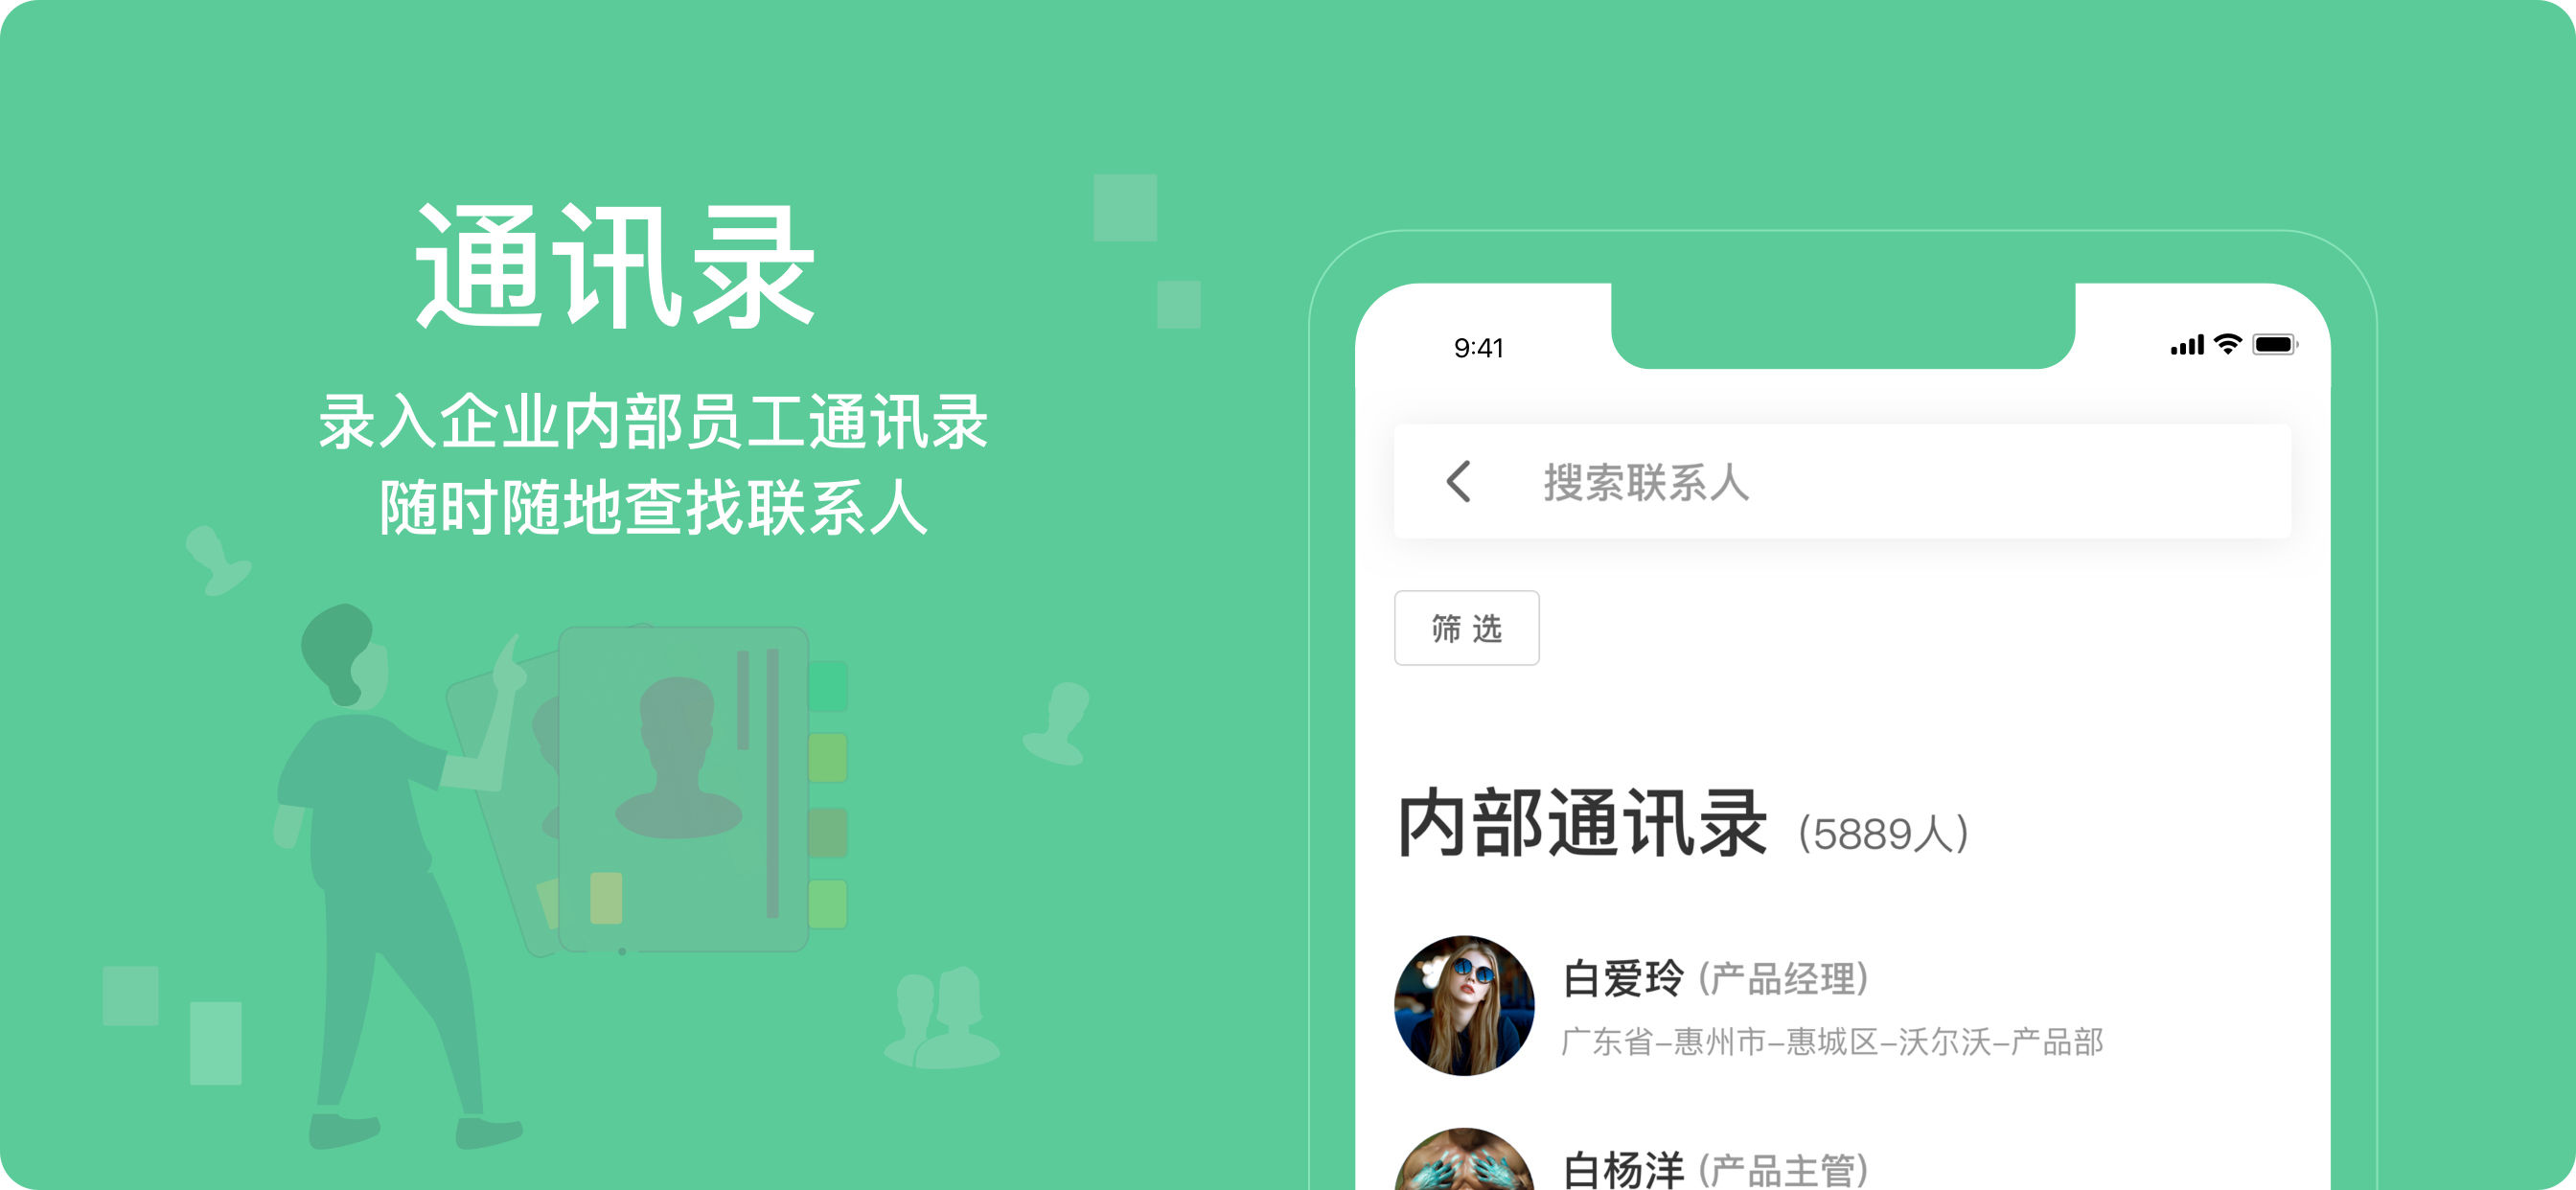 通讯录
录入企业内部员工通讯录
随时随地查找联系人
9:41
搜索联系人
筛选
内部通讯录 (5889人)
白爱玲 (产品经理)
广东省-惠州市-惠城区-沃尔沃-产品部
白杨洋 (产品主管)